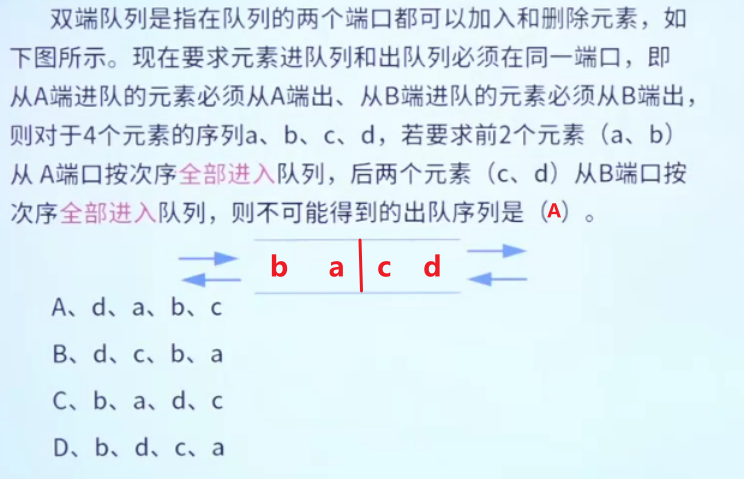 双端队列是指在队列的两个端口都可以加入和删除元素，如
下图所示。现在要求元素进队列和出队列必须在同一端口，即
从A端进队的元素必须从A端出、从B端进队的元素必须从B端出，
则对于4个元素的序列a、b、c、d，若要求前2个元素（a、b）
从 A端口按次序全部进入队列，后两个元素（c、d）从B端口按
次序全部进入队列，则不可能得到的出队序列是（A）。
b a c d
A、d、a、b、c
B、d、c、b、a
C、b、a、d、c
D、b、d、c、a